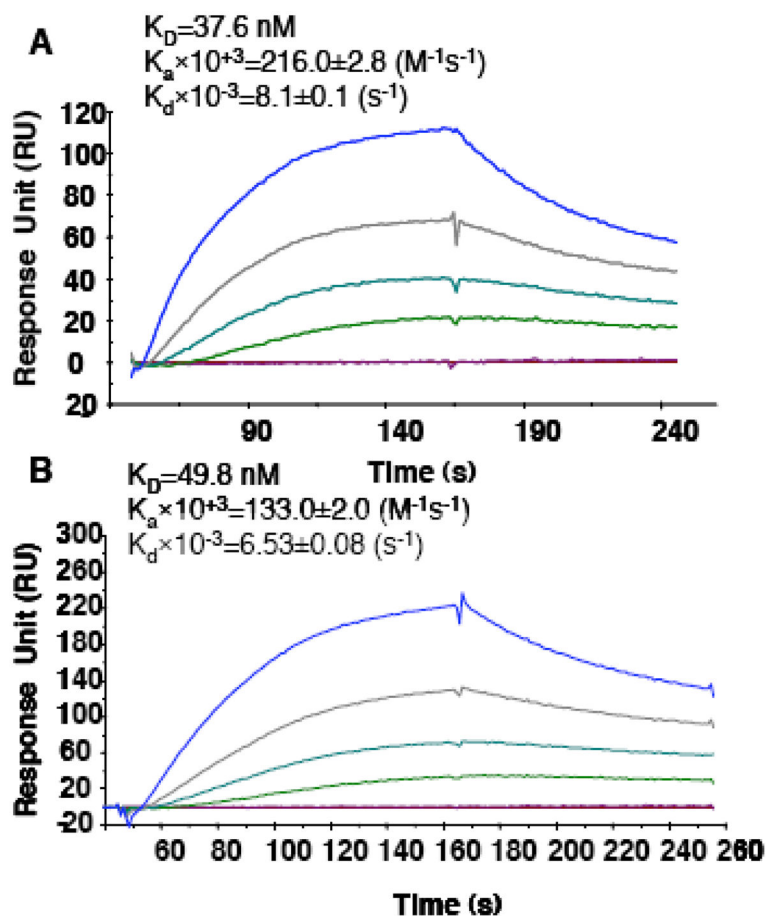 A
K_D=37.6 nM
K_a×10⁺³=216.0±2.8 (M⁻¹S⁻¹)
K_d×10⁻³=8.1±0.1 (s⁻¹)
Response Unit (RU)
120
100
80
60
40
20
0
20
90 140 190 240
Time (s)
B
K_D=49.8 nM
K_a×10⁺³=133.0±2.0 (M⁻¹S⁻¹)
K_d×10⁻³=6.53±0.08 (s⁻¹)
Response Unit (RU)
300
260
220
180
140
100
60
20
-20
60 80 100 120 140 160 180 200 220 240 260
Time (s)